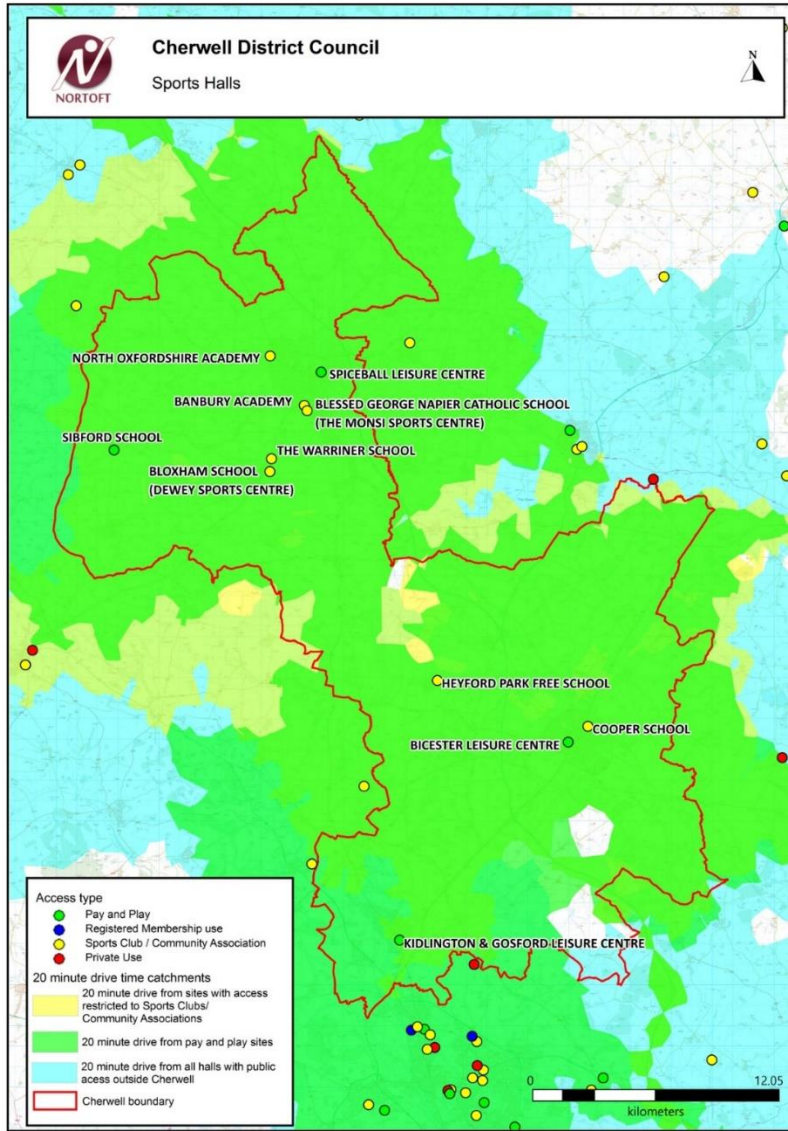 NORTOFT
Cherwell District Council
Sports Halls
N
NORTH OXFORDSHIRE ACADEMY
SPICEBALL LEISURE CENTRE
BANBURY ACADEMY
BLESSED GEORGE NAPIER CATHOLIC SCHOOL
(THE MONSI SPORTS CENTRE)
SIBFORD SCHOOL
THE WARRINER SCHOOL
BLOXHAM SCHOOL
(DEWEY SPORTS CENTRE)
HEYFORD PARK FREE SCHOOL
COOPER SCHOOL
BICESTER LEISURE CENTRE
KIDLINGTON & GOSFORD LEISURE CENTRE
Access type
Pay and Play
Registered Membership use
Sports Club / Community Association
Private Use
20 minute drive time catchments
20 minute drive from sites with access
restricted to Sports Clubs/
Community Associations
20 minute drive from pay and play sites
20 minute drive from all halls with public
acess outside Cherwell
Cherwell boundary
0 12.05
kilometers